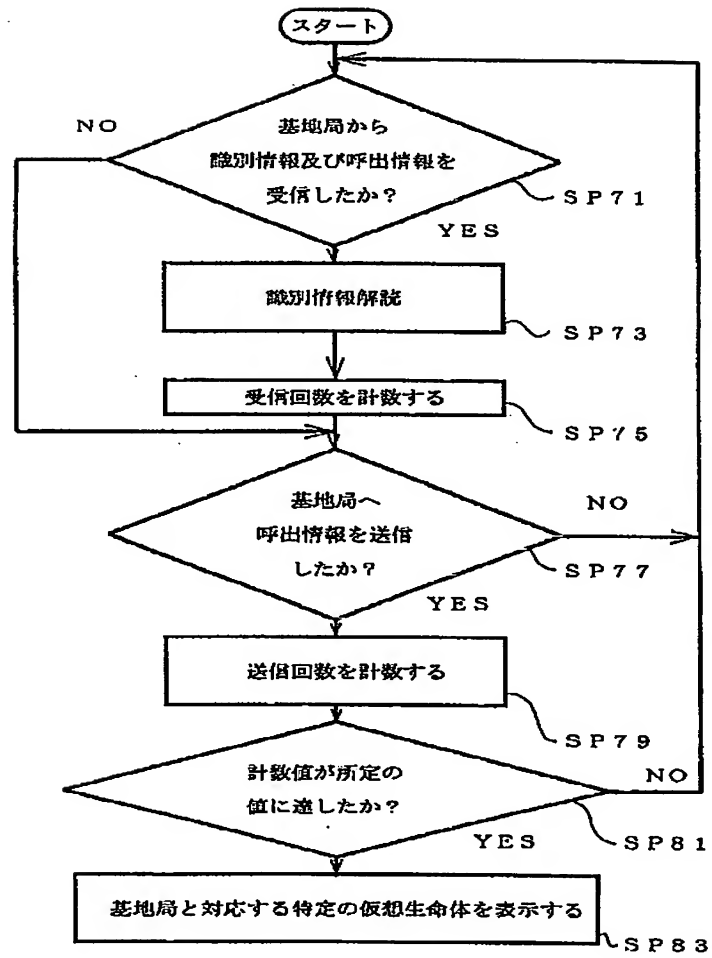 スタート
NO
基地局から
識別情報及び呼出情報を
受信したか？
SP71
YES
識別情報解読
SP73
受信回数を計数する
SP75
基地局へ
呼出情報を送信
したか？
NO
SP77
YES
送信回数を計数する
SP79
計数値が所定の
値に達したか？
NO
YES
SP81
基地局と対応する特定の仮想生命体を表示する
SP83